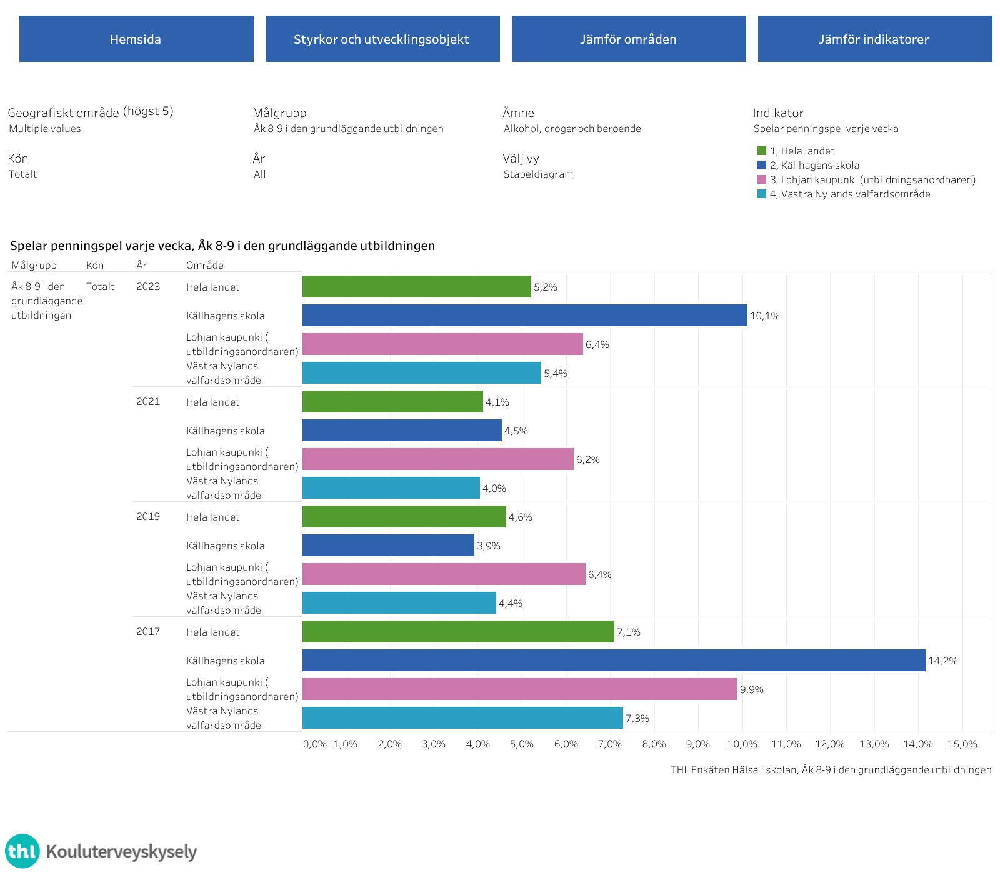 Hemsida
Styrkor och utvecklingsobjekt
Jämför områden
Jämför indikatorer
Geografiskt område (högst 5)
Multiple values
Målgrupp
Åk 8-9 i den grundläggande utbildningen
Ämne
Alkohol, droger och beroende
Indikator
Spelar penningspel varje vecka
Kön
Totalt
År
All
Välj vy
Stapeldiagram
1, Hela landet
2, Källhagens skola
3, Lohjan kaupunki (utbildningsanordnaren)
4, Västra Nylands välfärdsområde
Spelar penningspel varje vecka, Åk 8-9 i den grundläggande utbildningen
Målgrupp Kön År Område
Åk 8-9 i den
grundläggande
utbildningen
Totalt
2023
Hela landet
5,2%
Källhagens skola
10,1%
Lohjan kaupunki (
utbildningsanordnaren)
6,4%
Västra Nylands
välfärdsområde
5,4%
2021
Hela landet
4,1%
Källhagens skola
4,5%
Lohjan kaupunki (
utbildningsanordnaren)
6,2%
Västra Nylands
välfärdsområde
4,0%
2019
Hela landet
4,6%
Källhagens skola
3,9%
Lohjan kaupunki (
utbildningsanordnaren)
6,4%
Västra Nylands
välfärdsområde
4,4%
2017
Hela landet
7,1%
Källhagens skola
14,2%
Lohjan kaupunki (
utbildningsanordnaren)
9,9%
Västra Nylands
välfärdsområde
7,3%
0,0% 1,0% 2,0% 3,0% 4,0% 5,0% 6,0% 7,0% 8,0% 9,0% 10,0% 11,0% 12,0% 13,0% 14,0% 15,0%
THL Enkäten Hälsa i skolan, Åk 8-9 i den grundläggande utbildningen
thl Kouluterveyskysely